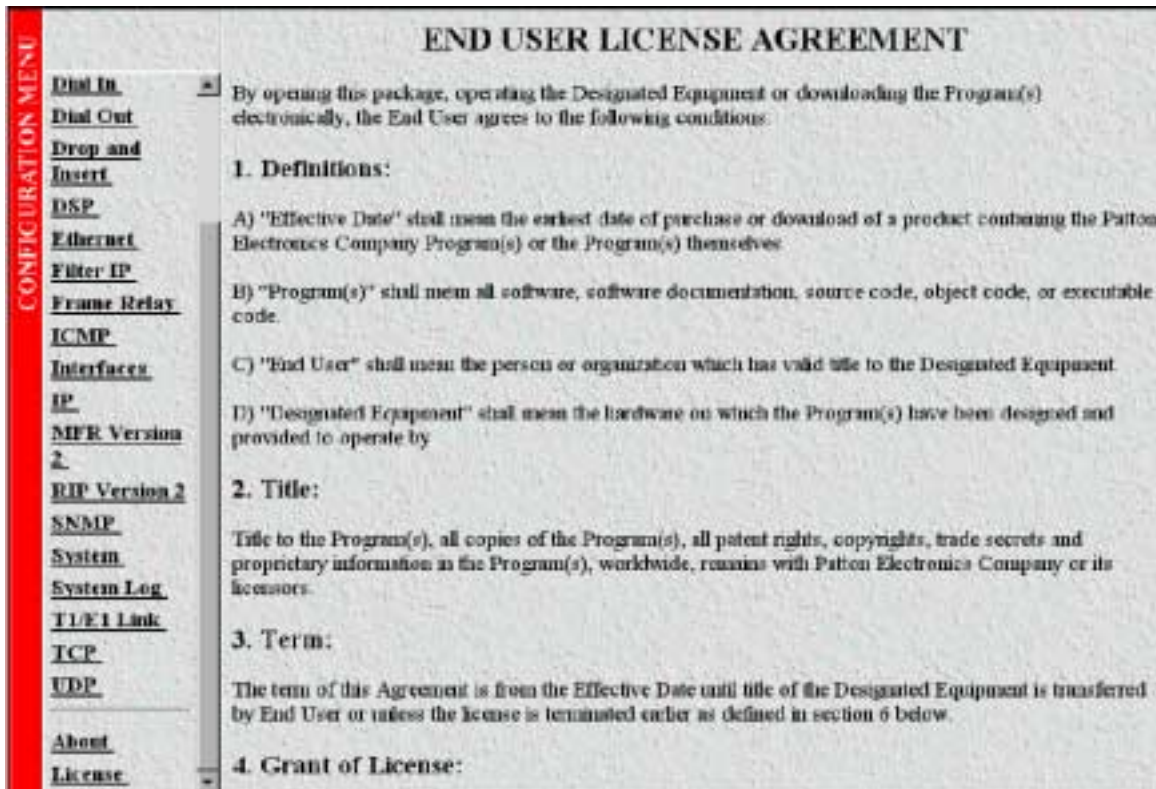 CONFIGURATION MENU
Dial In
Dial Out
Drop and
Insert
DSP
Ethernet
Filter IP
Frame Relay
ICMP
Interfaces
IP
MFR Version
2
RIP Version 2
SNMP
System
System Log
T1/E1 Link
TCP
UDP
About
License
END USER LICENSE AGREEMENT
By opening this package, operating the Designated Equipment or downloading the Program(s)
electronically, the End User agrees to the following conditions:
1. Definitions:
A) "Effective Date" shall mean the earliest date of purchase or download of a product containing the Patton
Electronics Company Program(s) or the Program(s) themselves
B) "Program(s)" shall mean all software, software documentation, source code, object code, or executable
code.
C) "End User" shall mean the person or organization which has valid title to the Designated Equipment.
D) "Designated Equipment" shall mean the hardware on which the Program(s) have been designed and
provided to operate by
2. Title:
Title to the Program(s), all copies of the Program(s), all patent rights, copyrights, trade secrets and
proprietary information in the Program(s), worldwide, remains with Patton Electronics Company or its
licensors.
3. Term:
The term of this Agreement is from the Effective Date until title of the Designated Equipment is transferred
by End User or unless the license is terminated earlier as defined in section 6 below.
4. Grant of License: